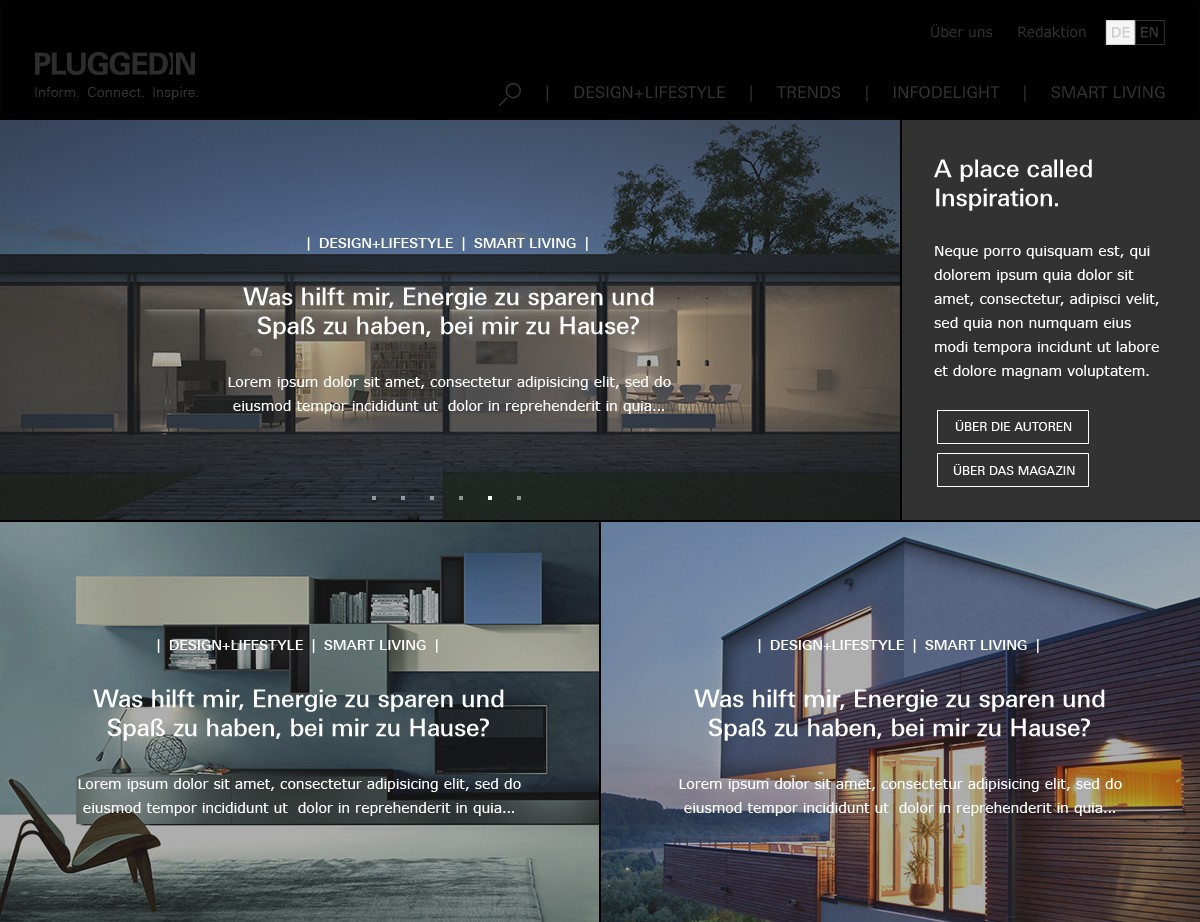 Über uns Redaktion DE EN
PLUGGEDIN
Inform. Connect. Inspire.
| DESIGN+LIFESTYLE | TRENDS | INFODELIGHT | SMART LIVING
| DESIGN+LIFESTYLE | SMART LIVING |
Was hilft mir, Energie zu sparen und
Spaß zu haben, bei mir zu Hause?
Lorem ipsum dolor sit amet, consectetur adipisicing elit, sed do
eiusmod tempor incididunt ut dolor in reprehenderit in quia...
A place called
Inspiration.
Neque porro quisquam est, qui
dolorem ipsum quia dolor sit
amet, consectetur, adipisci velit,
sed quia non numquam eius
modi tempora incidunt ut labore
et dolore magnam voluptatem.
ÜBER DIE AUTOREN
ÜBER DAS MAGAZIN
| DESIGN+LIFESTYLE | SMART LIVING |
Was hilft mir, Energie zu sparen und
Spaß zu haben, bei mir zu Hause?
Lorem ipsum dolor sit amet, consectetur adipisicing elit, sed do
eiusmod tempor incididunt ut dolor in reprehenderit in quia...
| DESIGN+LIFESTYLE | SMART LIVING |
Was hilft mir, Energie zu sparen und
Spaß zu haben, bei mir zu Hause?
Lorem ipsum dolor sit amet, consectetur adipisicing elit, sed do
eiusmod tempor incididunt ut dolor in reprehenderit in quia...